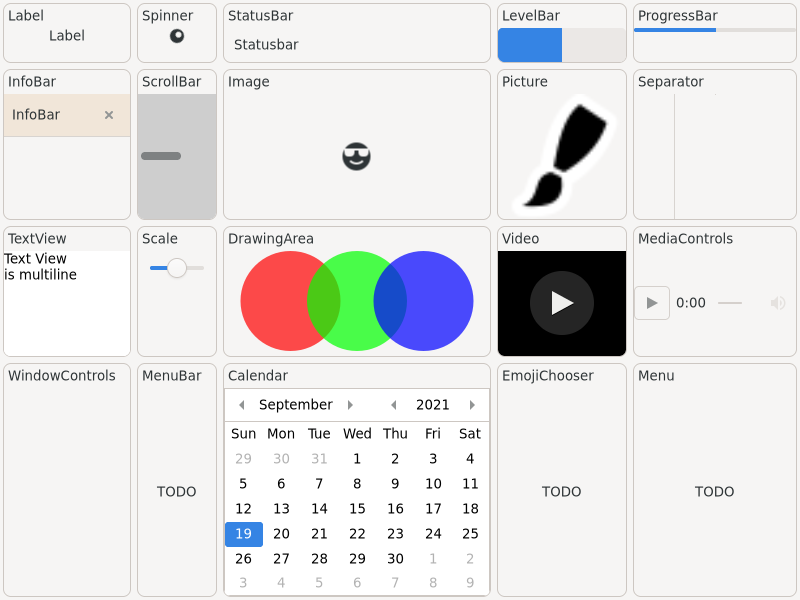 Label
Label
Spinner
StatusBar
Statusbar
LevelBar
ProgressBar
InfoBar
InfoBar
ScrollBar
Image
Picture
Separator
TextView
Text View
is multiline
Scale
DrawingArea
Video
MediaControls
0:00
WindowControls
MenuBar
TODO
Calendar
September 2021
Sun Mon Tue Wed Thu Fri Sat
29 30 31 1 2 3 4
5 6 7 8 9 10 11
12 13 14 15 16 17 18
19 20 21 22 23 24 25
26 27 28 29 30 1 2
3 4 5 6 7 8 9
EmojiChooser
TODO
Menu
TODO